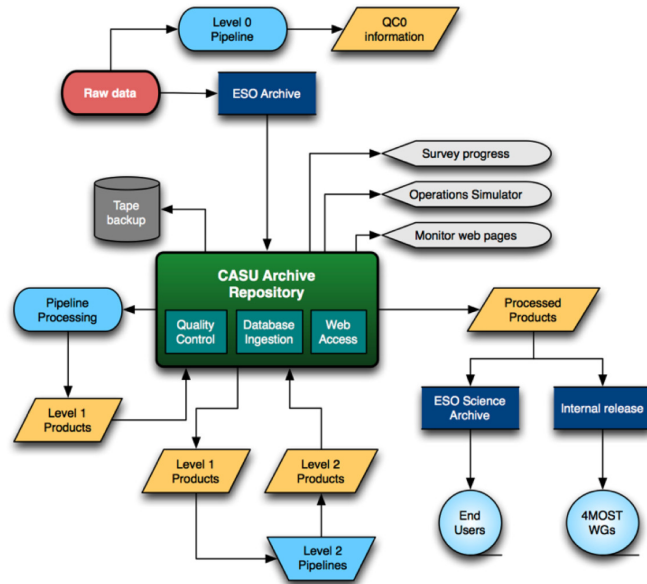 Level 0
Pipeline
QC0
information
Raw data
ESO Archive
Survey progress
Tape
backup
Operations Simulator
Monitor web pages
CASU Archive
Repository
Pipeline
Processing
Quality
Control
Database
Ingestion
Web
Access
Processed
Products
Level 1
Products
ESO Science
Archive
Internal release
Level 1
Products
Level 2
Products
End
Users
4MOST
WGs
Level 2
Pipelines